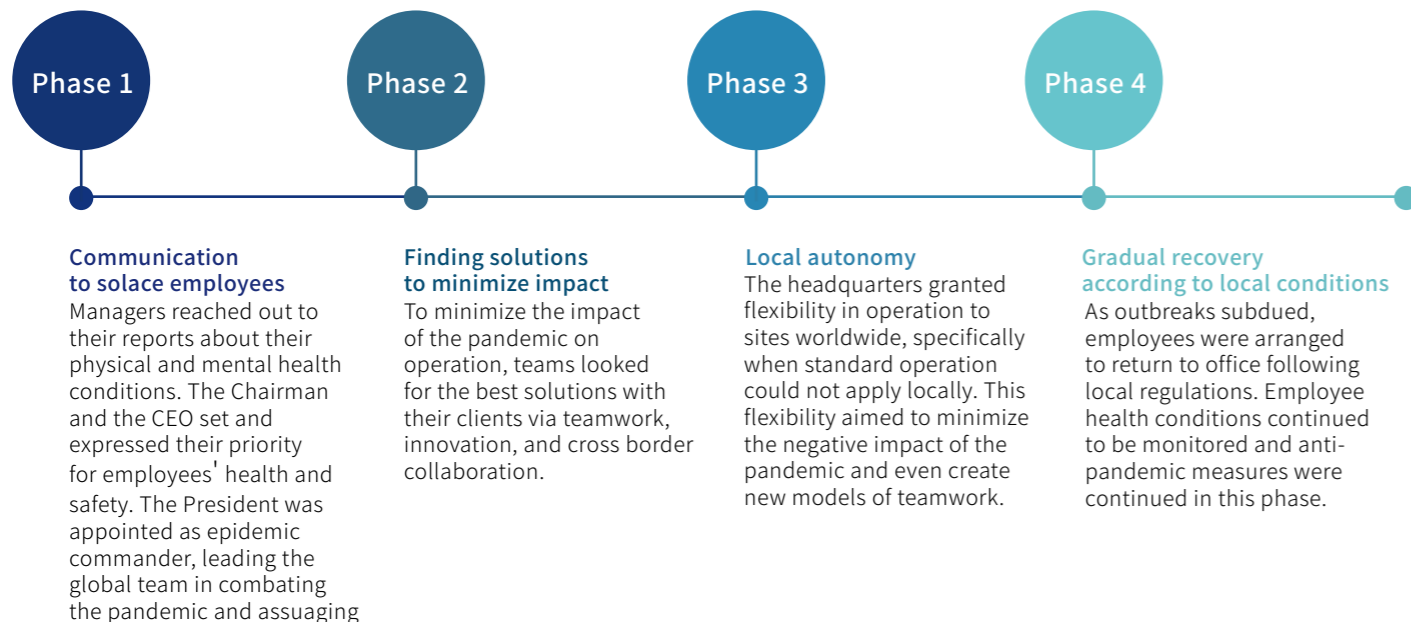 Phase 1
Phase 2
Phase 3
Phase 4
Communication
to solace employees
Managers reached out to
their reports about their
physical and mental health
conditions. The Chairman
and the CEO set and
expressed their priority
for employees' health and
safety. The President was
appointed as epidemic
commander, leading the
global team in combating
the pandemic and assuaging
Finding solutions
to minimize impact
To minimize the impact
of the pandemic on
operation, teams looked
for the best solutions with
their clients via teamwork,
innovation, and cross border
collaboration.
Local autonomy
The headquarters granted
flexibility in operation to
sites worldwide, specifically
when standard operation
could not apply locally. This
flexibility aimed to minimize
the negative impact of the
pandemic and even create
new models of teamwork.
Gradual recovery
according to local conditions
As outbreaks subdued,
employees were arranged
to return to office following
local regulations. Employee
health conditions continued
to be monitored and anti-
pandemic measures were
continued in this phase.